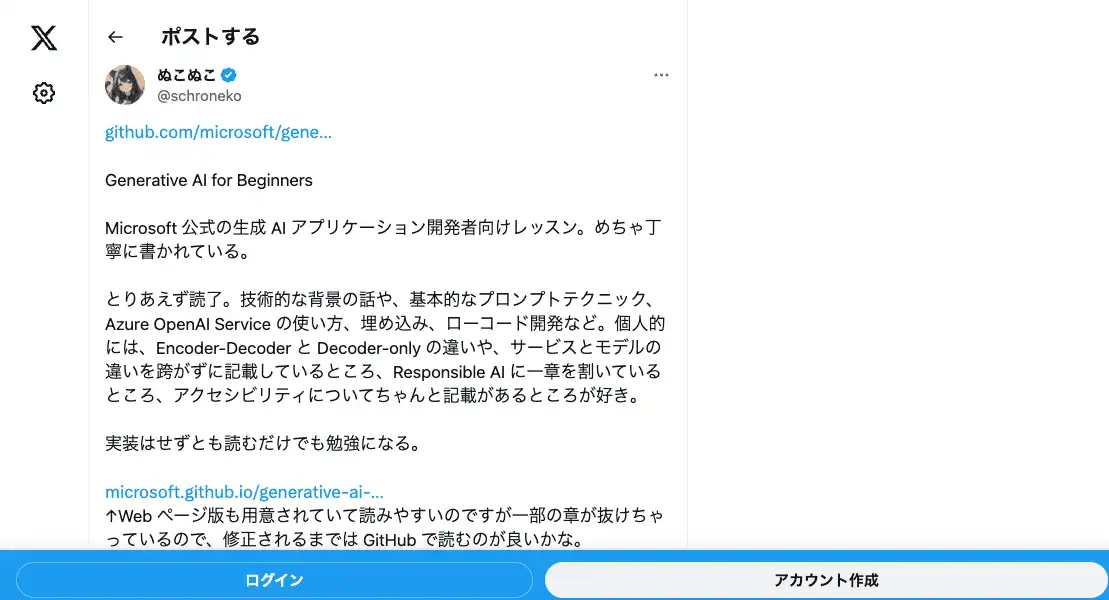 ポストする
ぬこぬこ
@schroneko
github.com/microsoft/gene...
Generative AI for Beginners
Microsoft 公式の生成 AI アプリケーション開発者向けレッスン。めちゃ丁
寧に書かれている。
とりあえず読了。技術的な背景の話や、基本的なプロンプトテクニック、
Azure OpenAI Service の使い方、埋め込み、ローコード開発など。個人的
には、Encoder-Decoder と Decoder-only の違いや、サービスとモデルの
違いを跨がずに記載しているところ、Responsible AI に一章を割いている
ところ、アクセシビリティについてちゃんと記載があるところが好き。
実装はせずとも読むだけでも勉強になる。
microsoft.github.io/generative-ai-...
↑Web ページ版も用意されていて読みやすいのですが一部の章が抜けちゃ
っているので、修正されるまでは GitHub で読むのが良いかな。
ログイン
アカウント作成